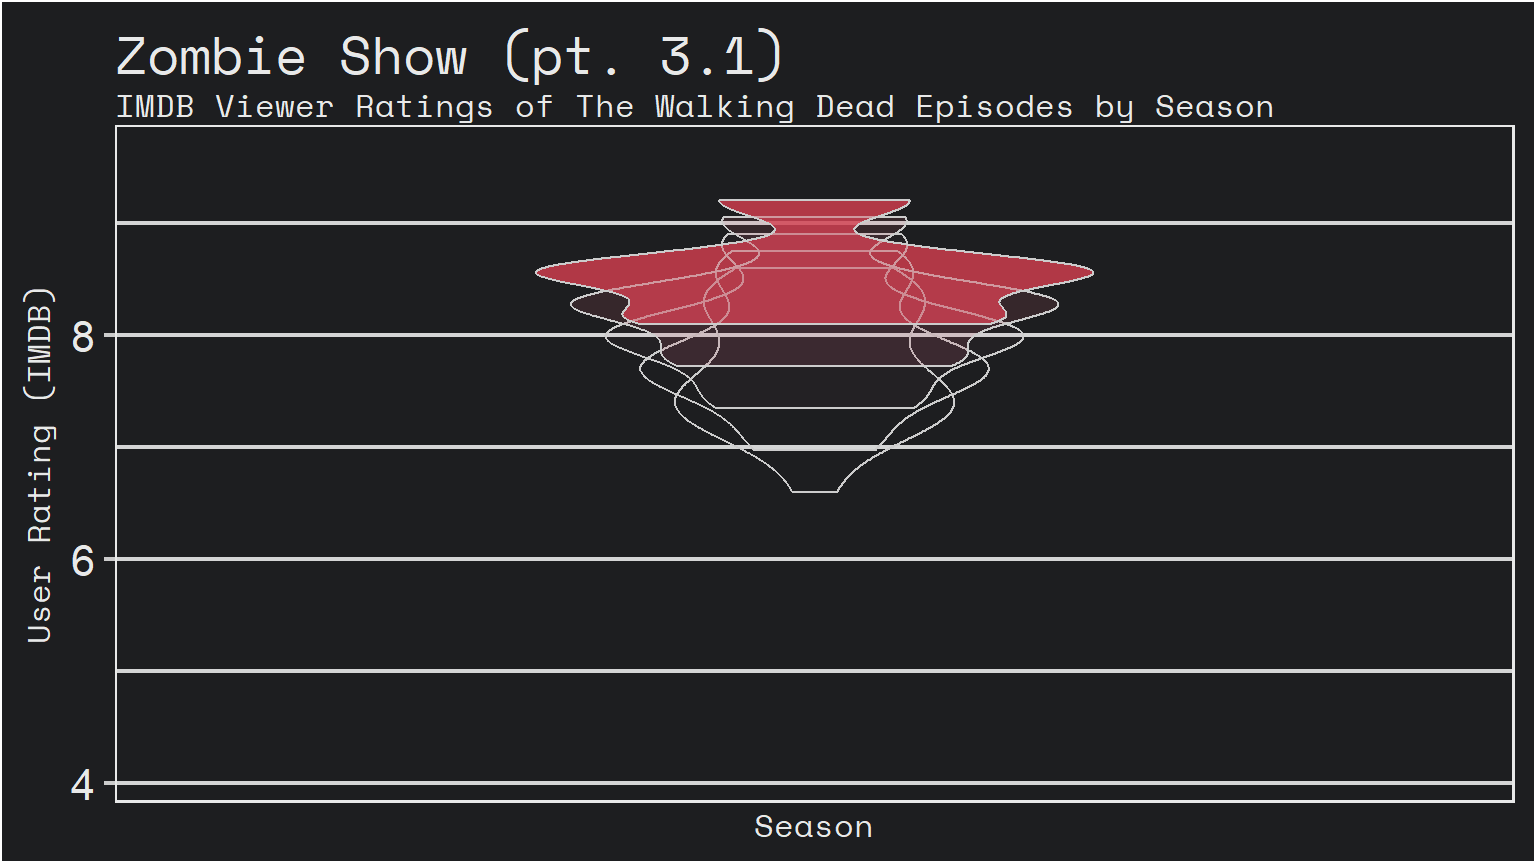 Zombie Show (pt. 3.1)
IMDB Viewer Ratings of The Walking Dead Episodes by Season
User Rating (IMDB)
8
6
4
Season